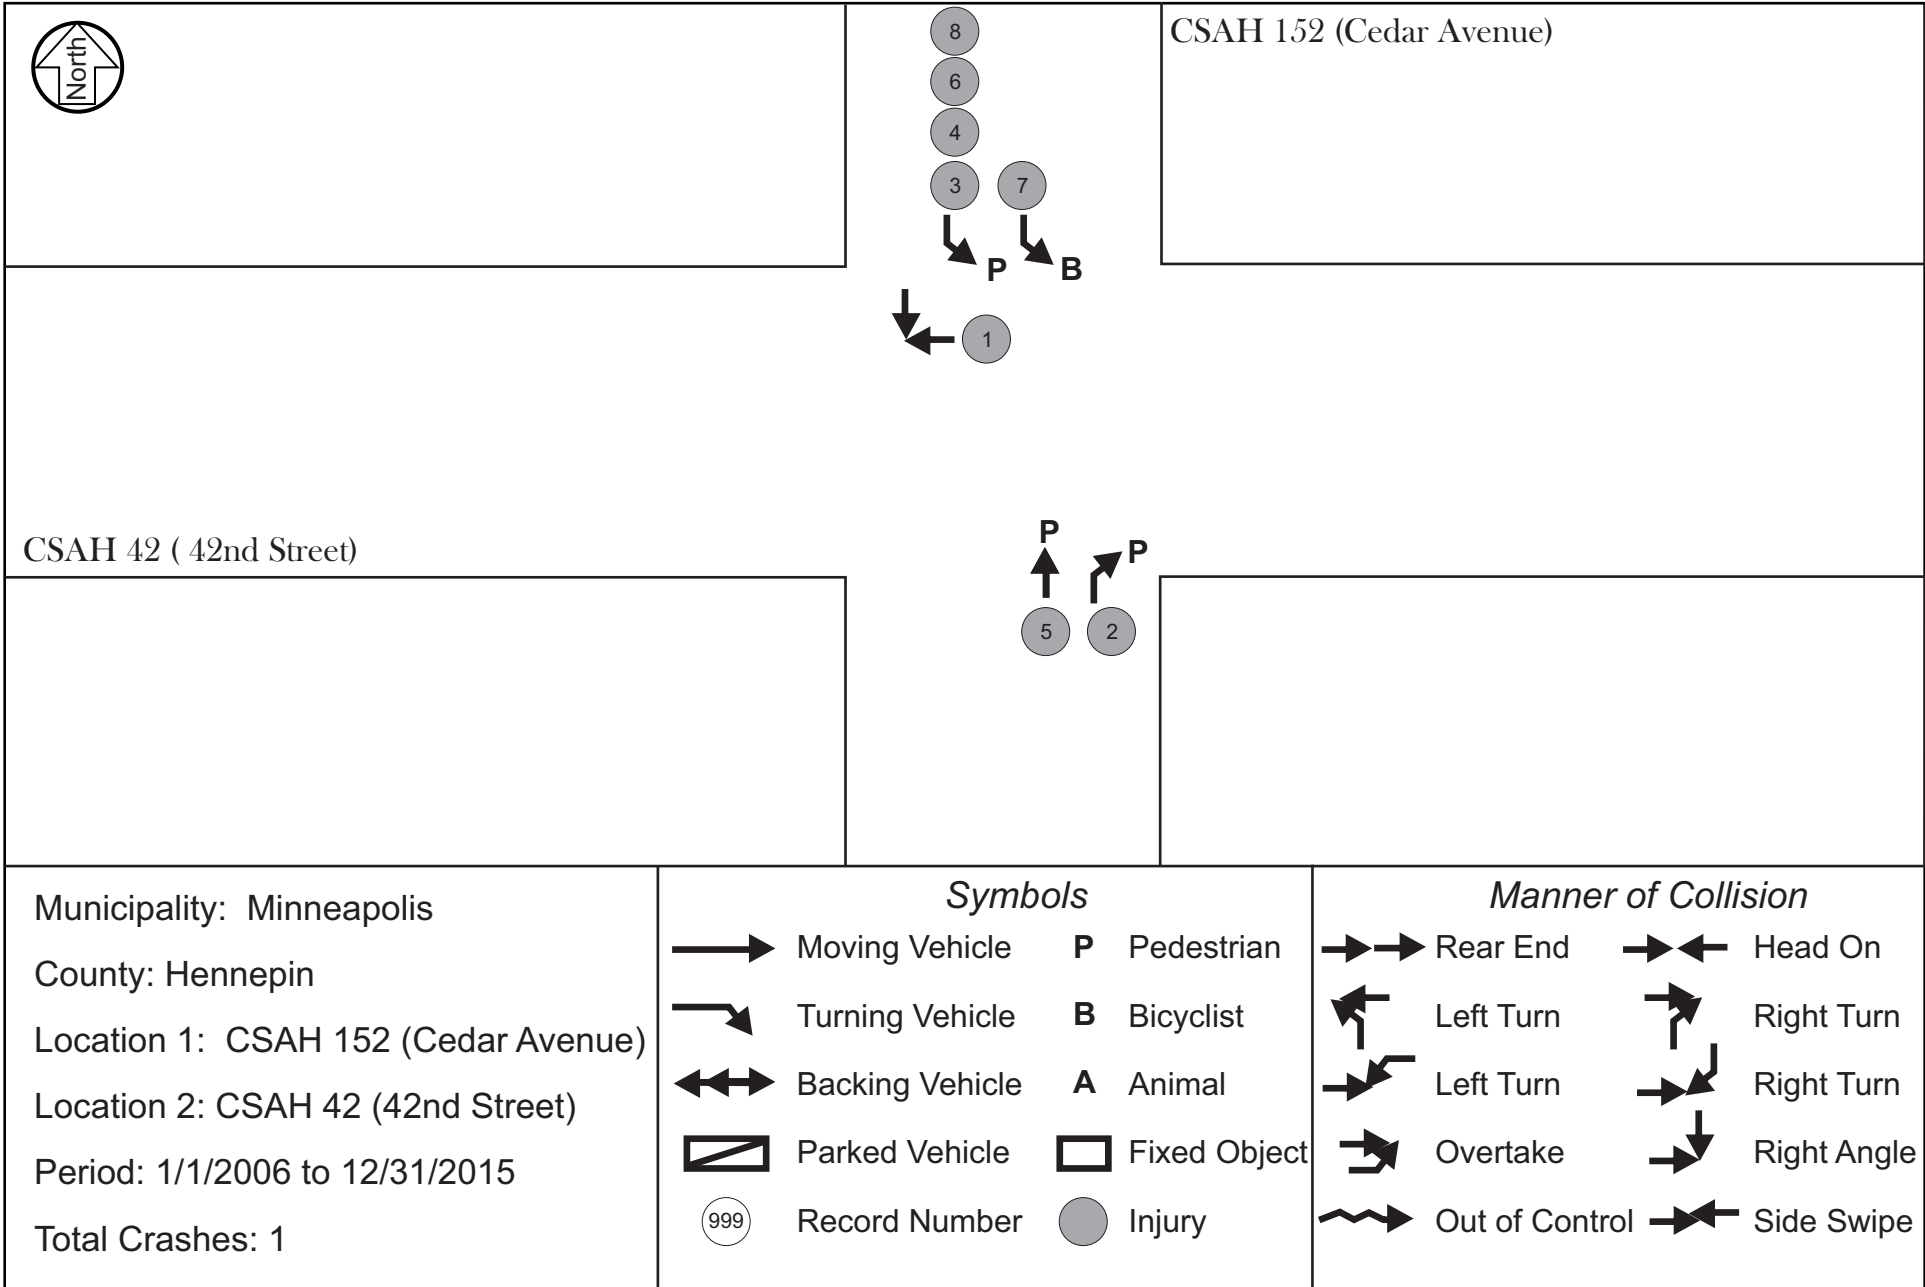 North
8
6
4
3
7
P
B
1
CSAH 152 (Cedar Avenue)
CSAH 42 ( 42nd Street)
P
P
5
2
Municipality: Minneapolis
County: Hennepin
Location 1: CSAH 152 (Cedar Avenue)
Location 2: CSAH 42 (42nd Street)
Period: 1/1/2006 to 12/31/2015
Total Crashes: 1
Symbols
Moving Vehicle P Pedestrian
Turning Vehicle B Bicyclist
Backing Vehicle A Animal
Parked Vehicle Fixed Object
999 Record Number Injury
Manner of Collision
Rear End Head On
Left Turn Right Turn
Left Turn Right Turn
Overtake Right Angle
Out of Control Side Swipe